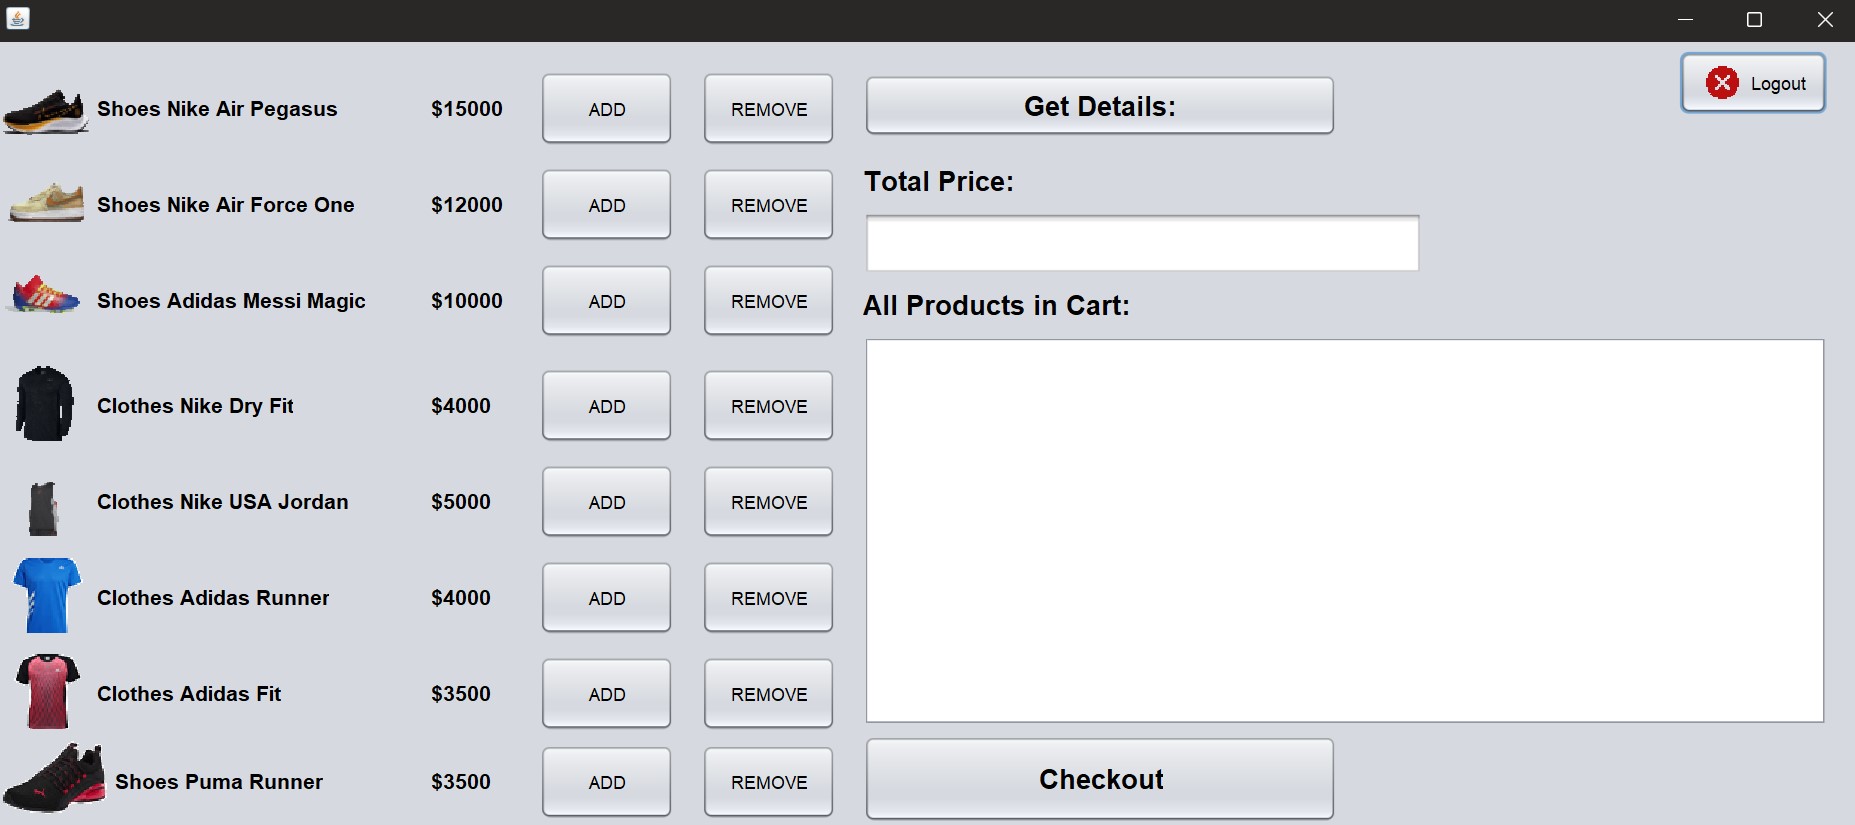 Logout
Shoes Nike Air Pegasus $15000 ADD REMOVE Get Details:
Total Price:
Shoes Nike Air Force One $12000 ADD REMOVE
Shoes Adidas Messi Magic $10000 ADD REMOVE
All Products in Cart:
Clothes Nike Dry Fit $4000 ADD REMOVE
Clothes Nike USA Jordan $5000 ADD REMOVE
Clothes Adidas Runner $4000 ADD REMOVE
Clothes Adidas Fit $3500 ADD REMOVE
Shoes Puma Runner $3500 ADD REMOVE Checkout